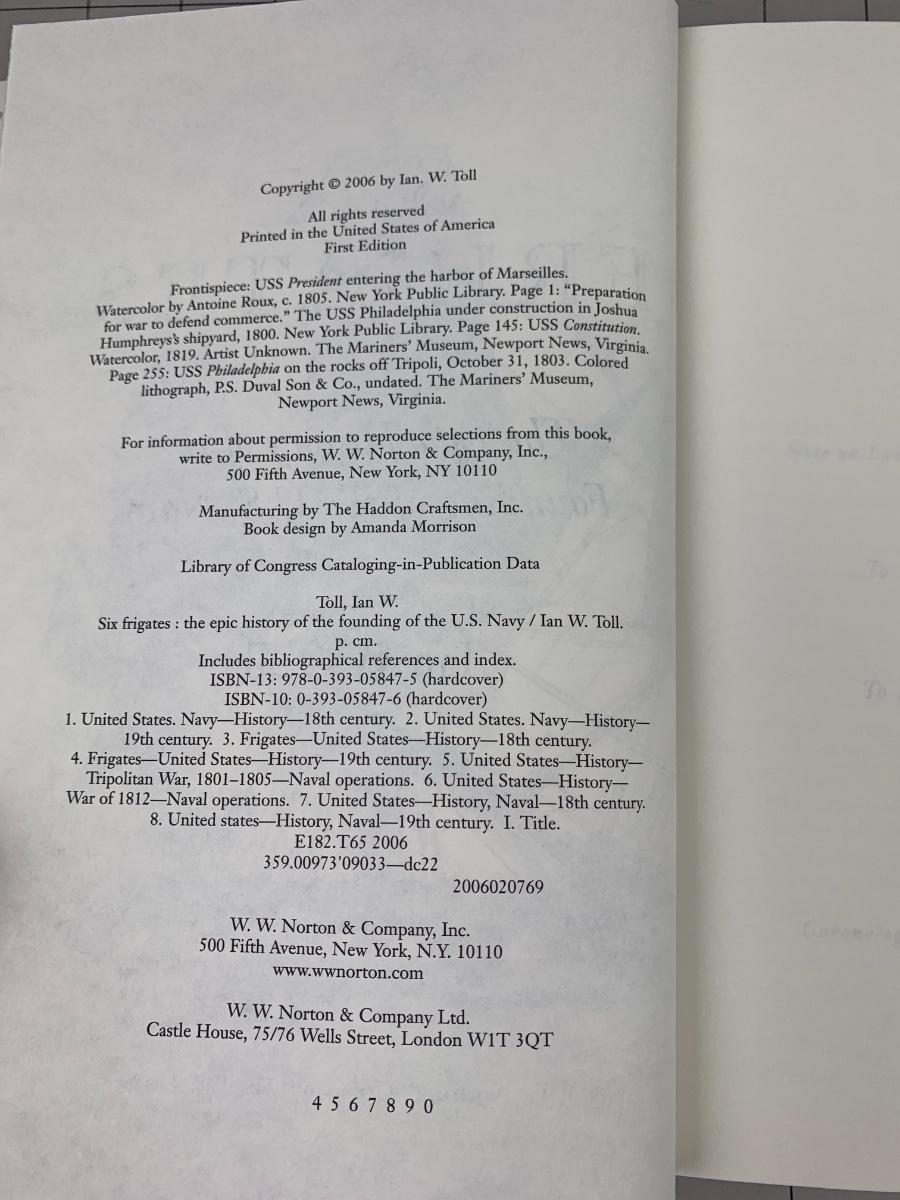 Copyright © 2006 by Ian. W. Toll
All rights reserved
Printed in the United States of America
First Edition
Frontispiece: USS President entering the harbor of Marseilles.
Watercolor by Antoine Roux, c. 1805. New York Public Library. Page 1: “Preparation
for war to defend commerce.” The USS Philadelphia under construction in Joshua
Humphreys's shipyard, 1800. New York Public Library. Page 145: USS Constitution.
Watercolor, 1819. Artist Unknown. The Mariners’ Museum, Newport News, Virginia.
Page 255: USS Philadelphia on the rocks off Tripoli, October 31, 1803. Colored
lithograph, P.S. Duval Son & Co., undated. The Mariners’ Museum,
Newport News, Virginia.
For information about permission to reproduce selections from this book,
write to Permissions, W. W. Norton & Company, Inc.,
500 Fifth Avenue, New York, NY 10110
Manufacturing by The Haddon Craftsmen, Inc.
Book design by Amanda Morrison
Library of Congress Cataloging-in-Publication Data
Toll, Ian W.
Six frigates : the epic history of the founding of the U.S. Navy / Ian W. Toll.
p. cm.
Includes bibliographical references and index.
ISBN-13: 978-0-393-05847-5 (hardcover)
ISBN-10: 0-393-05847-6 (hardcover)
1. United States. Navy—History—18th century. 2. United States. Navy—History—
19th century. 3. Frigates—United States—History—18th century.
4. Frigates—United States—History—19th century. 5. United States—History—
Tripolitan War, 1801–1805—Naval operations. 6. United States—History—
War of 1812—Naval operations. 7. United States—History, Naval—18th century.
8. United states—History, Naval—19th century. I. Title.
E182.T65 2006
359.00973'09033—dc22
2006020769
W. W. Norton & Company, Inc.
500 Fifth Avenue, New York, N.Y. 10110
www.wwnorton.com
W. W. Norton & Company Ltd.
Castle House, 75/76 Wells Street, London W1T 3QT
4 5 6 7 8 9 0